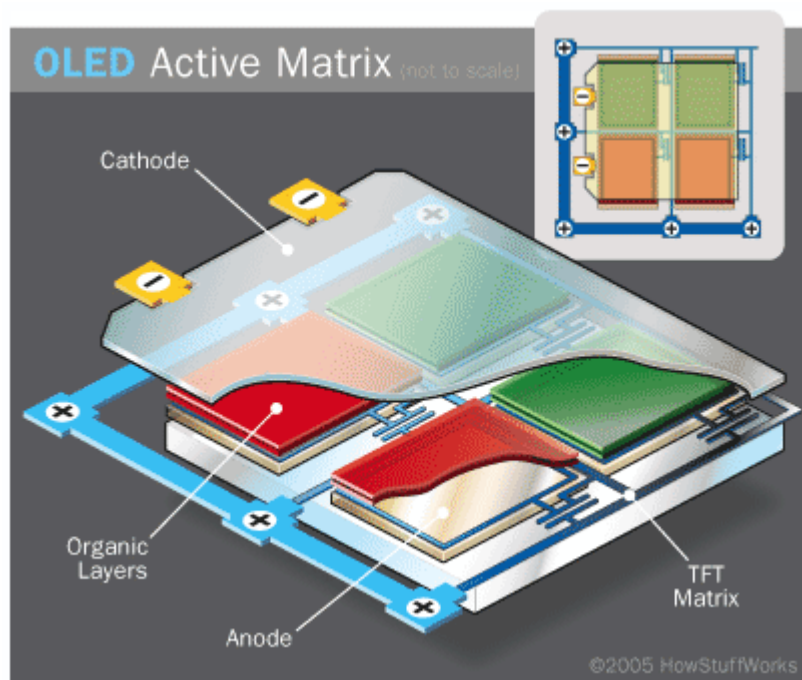 OLED Active Matrix (not to scale)
Cathode
Organic
Layers
Anode
TFT
Matrix
©2005 HowStuffWorks